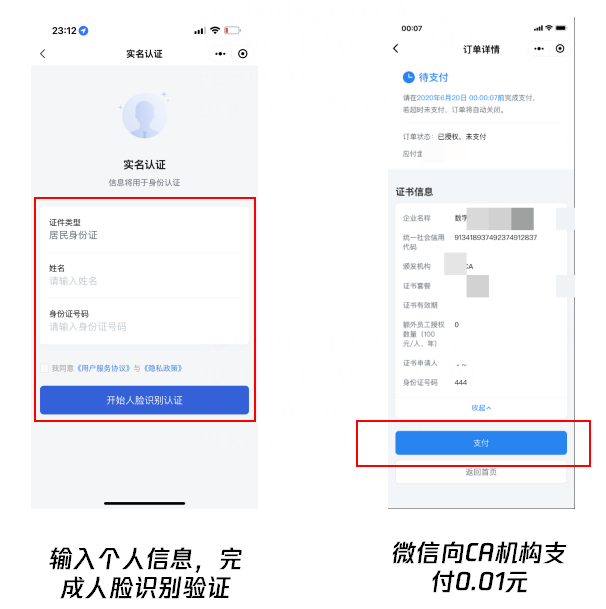 23:12
实名认证
实名认证
信息将用于身份认证
证件类型
居民身份证
姓名
请输入姓名
身份证号码
请输入身份证号码
我同意《用户服务协议》与《隐私政策》
开始人脸识别认证
输入个人信息，完
成人脸识别验证
00:07
订单详情
待支付
请在2020年6月20日 00:00:07前完成支付，
若超时未支付，订单将自动关闭。
订单状态：已授权，未支付
应付金
证书信息
企业名称 数字
统一社会信用 913418937492374912837
代码
颁发机构 CA
证书套餐
证书有效期
额外员工授权 0
数量（100
元/人、年）
证书申请人
身份证号码 444
收起
支付
返回首页
微信向CA机构支
付0.01元